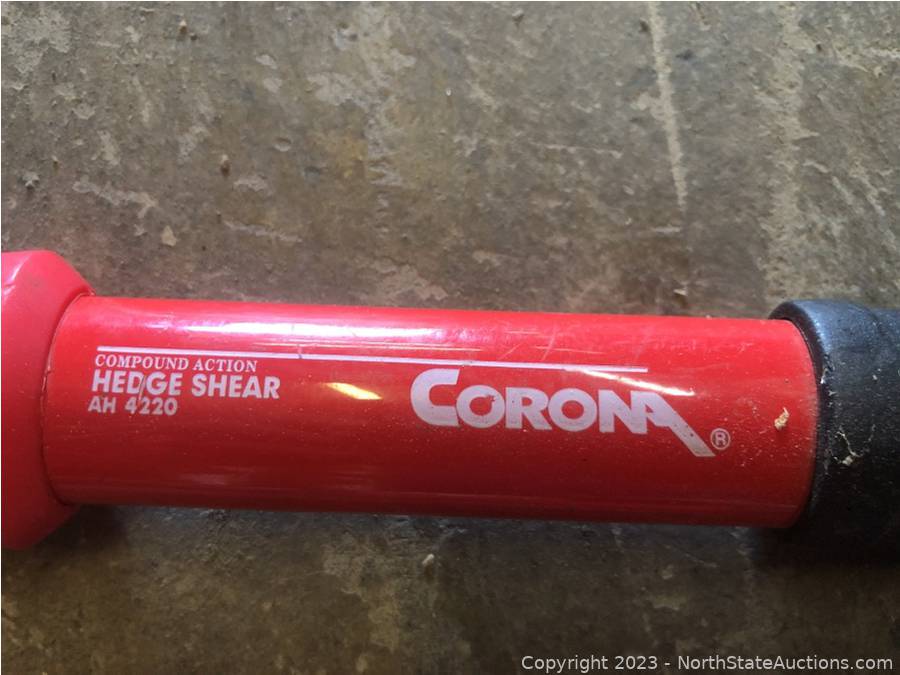 COMPOUND ACTION
HEDGE SHEAR
AH 4220
CORONA®
Copyright 2023 - NorthStateAuctions.com